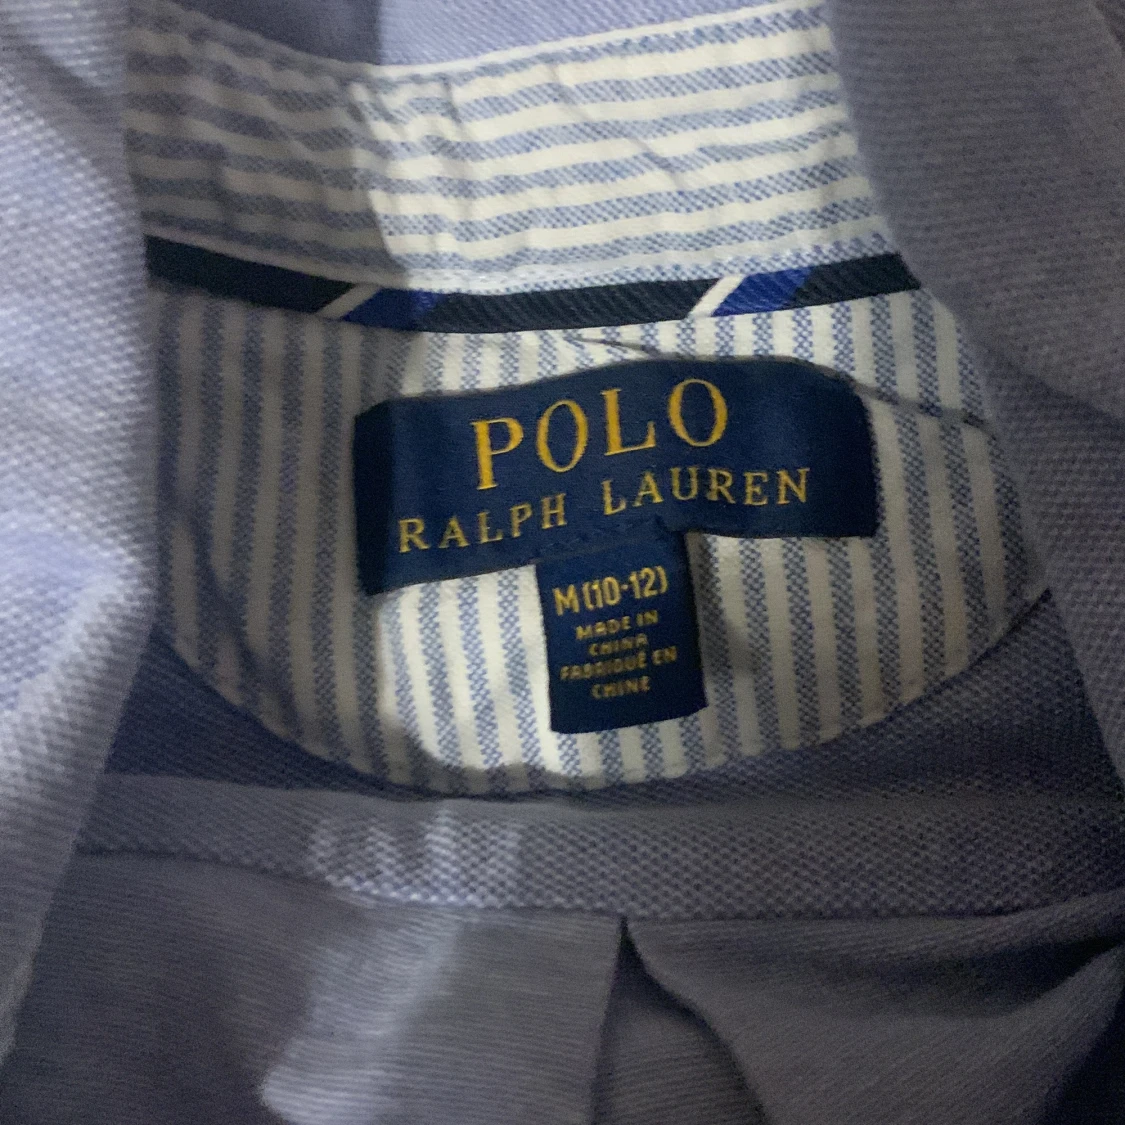 POLO
RALPH LAUREN
M (10-12)
MADE IN
CHINA
FABRIQUÉ EN
CHINE